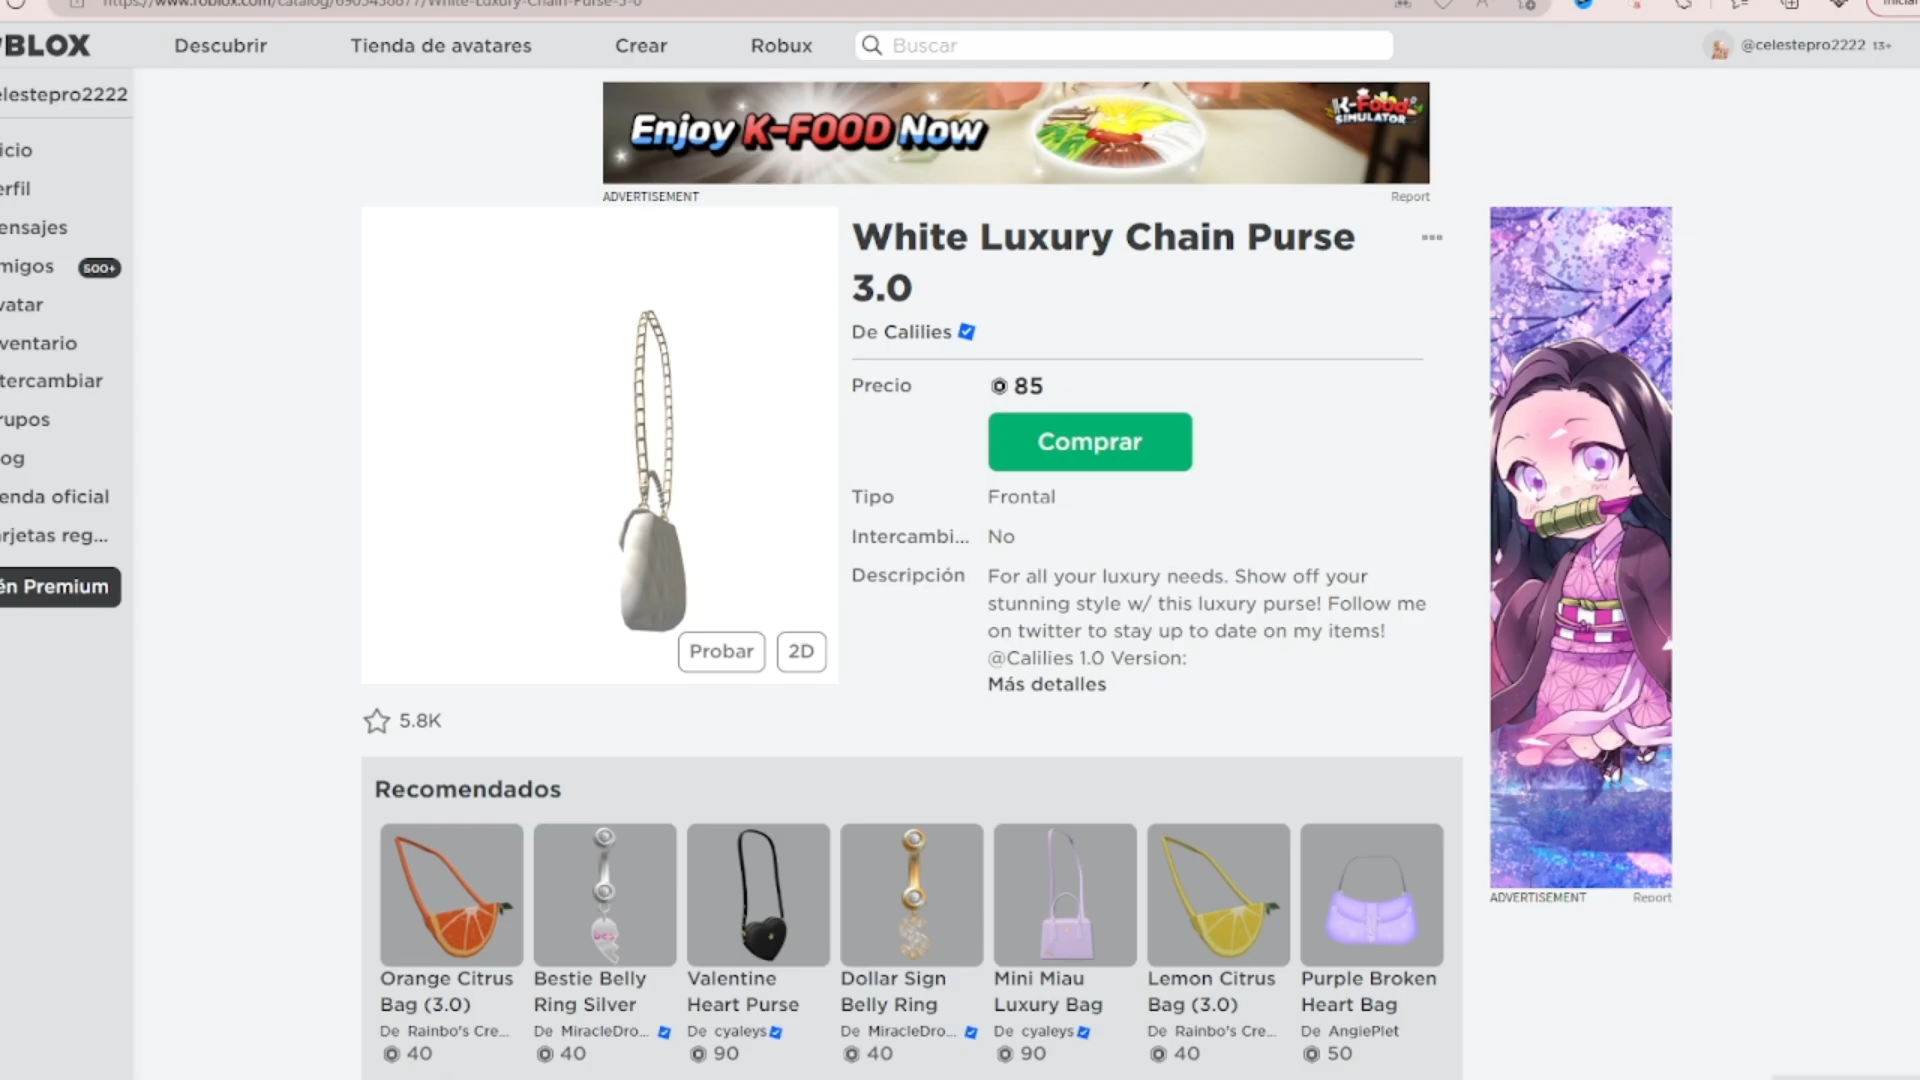 BLOX
Descubrir
Tienda de avatares
Crear
Robux
Buscar
@celestepro2222 13+
elestepro2222
icio
erfil
ensajes
migos 500+
vatar
ventario
tercambiar
rupos
og
enda oficial
arjetas reg...
én Premium
Enjoy K-FOOD Now
K-Food
SIMULATOR
ADVERTISEMENT
Report
White Luxury Chain Purse
3.0
De Calilies
Precio
85
Comprar
Tipo
Frontal
Intercambi...
No
Descripción
For all your luxury needs. Show off your
stunning style w/ this luxury purse! Follow me
on twitter to stay up to date on my items!
@Calilies 1.0 Version:
Más detalles
Probar
2D
5.8K
ADVERTISEMENT
Report
Recomendados
Orange Citrus
Bag (3.0)
De Rainbo's Cre...
40
Bestie Belly
Ring Silver
De MiracleDro...
40
Valentine
Heart Purse
De cyaleys
90
Dollar Sign
Belly Ring
De MiracleDro...
40
Mini Miau
Luxury Bag
De cyaleys
90
Lemon Citrus
Bag (3.0)
De Rainbo's Cre...
40
Purple Broken
Heart Bag
De AngiePlet
50